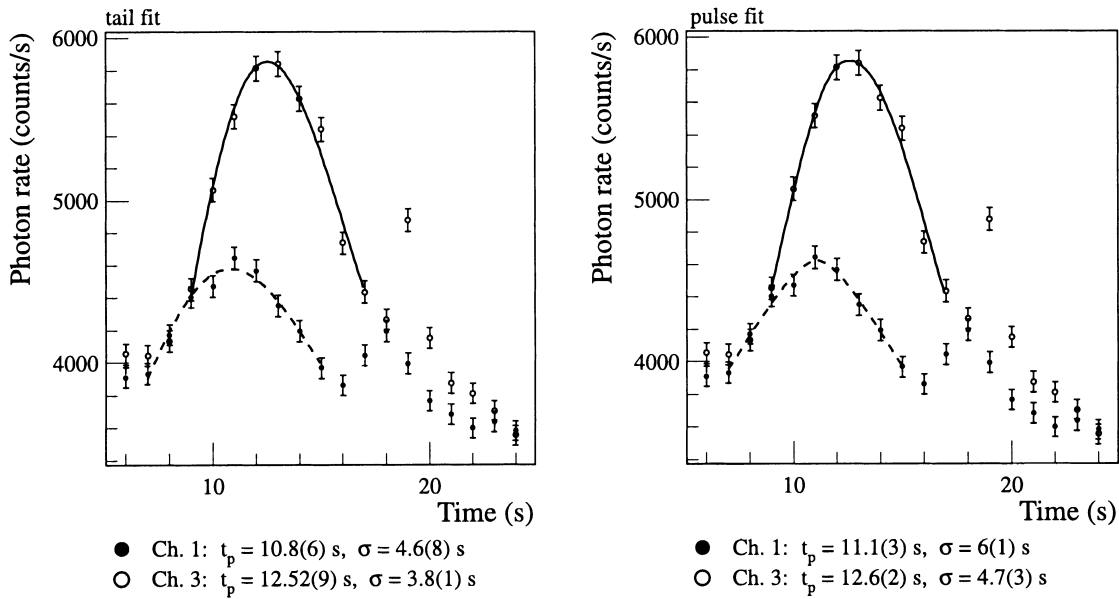 tail fit
6000
5000
4000
Photon rate (counts/s)
10
20
Time (s)
Ch. 1: t_p = 10.8(6) s, σ = 4.6(8) s
Ch. 3: t_p = 12.52(9) s, σ = 3.8(1) s
pulse fit
6000
5000
4000
Photon rate (counts/s)
10
20
Time (s)
Ch. 1: t_p = 11.1(3) s, σ = 6(1) s
Ch. 3: t_p = 12.6(2) s, σ = 4.7(3) s